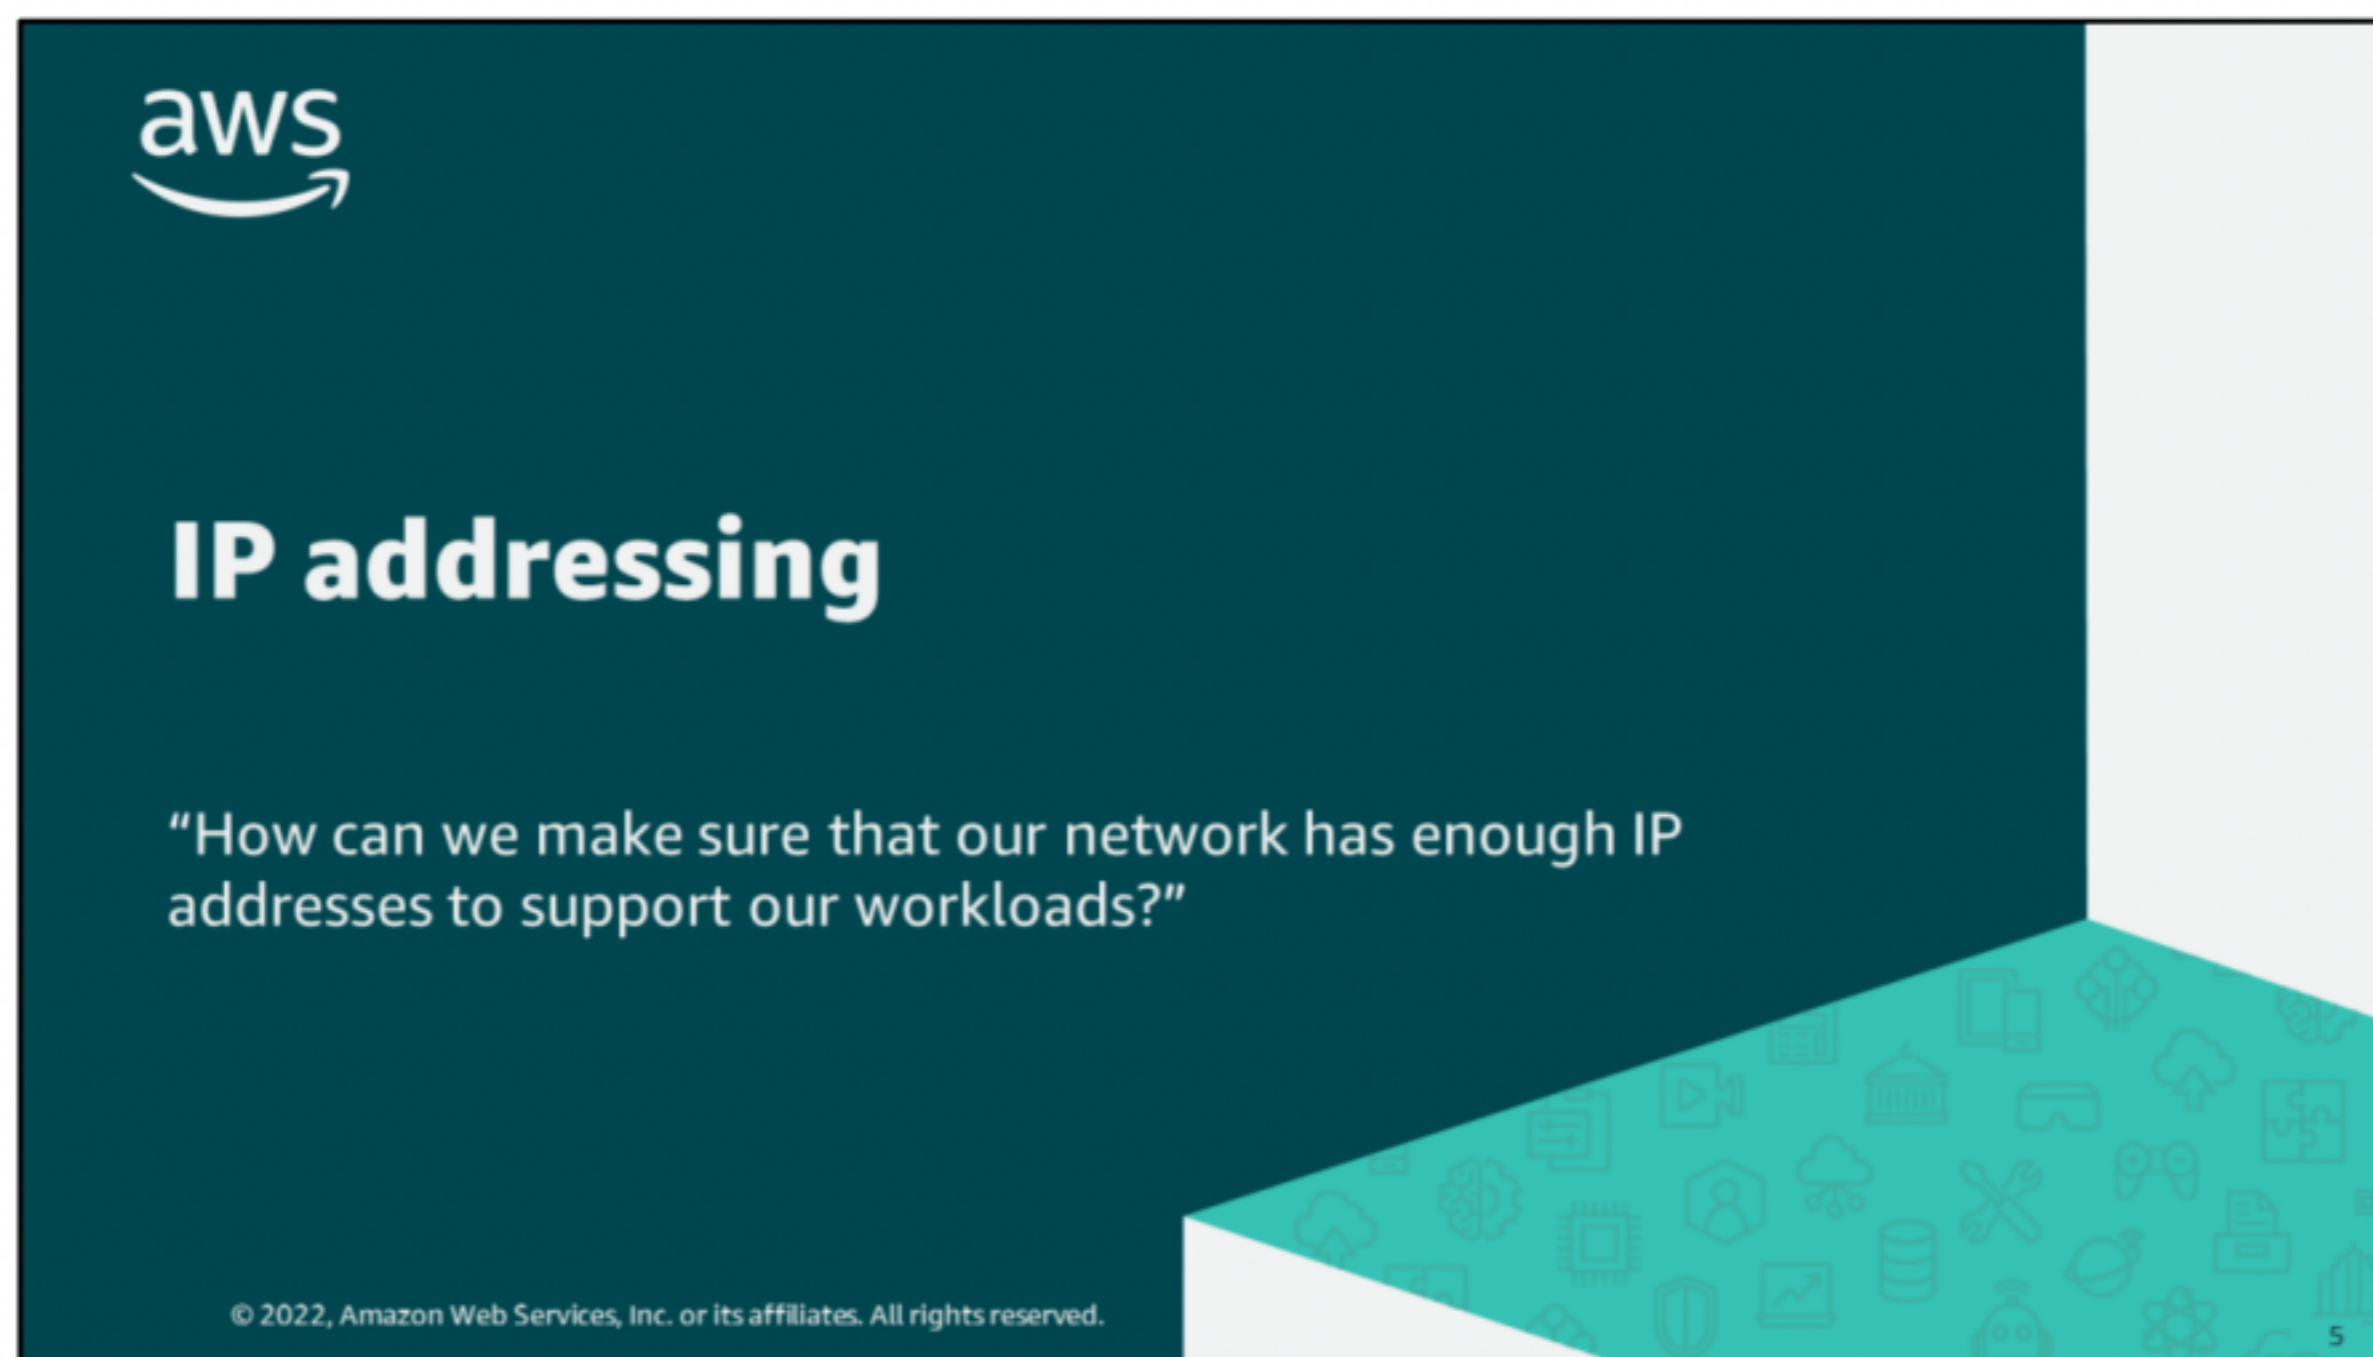 aws
IP addressing
“How can we make sure that our network has enough IP
addresses to support our workloads?”
© 2022, Amazon Web Services, Inc. or its affiliates. All rights reserved.
5